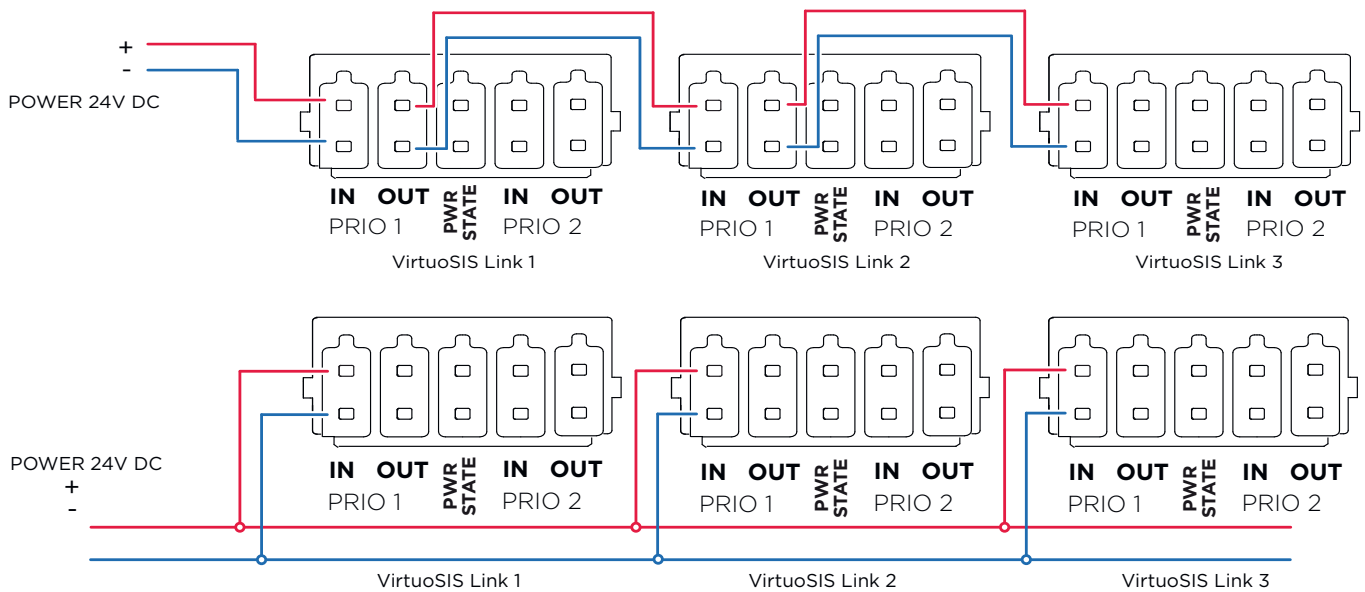 +
-
POWER 24V DC
IN OUT PWR STATE IN OUT
PRIO 1 PRIO 2
VirtuoSIS Link 1
IN OUT PWR STATE IN OUT
PRIO 1 PRIO 2
VirtuoSIS Link 2
IN OUT PWR STATE IN OUT
PRIO 1 PRIO 2
VirtuoSIS Link 3
POWER 24V DC
+
-
IN OUT PWR STATE IN OUT
PRIO 1 PRIO 2
VirtuoSIS Link 1
IN OUT PWR STATE IN OUT
PRIO 1 PRIO 2
VirtuoSIS Link 2
IN OUT PWR STATE IN OUT
PRIO 1 PRIO 2
VirtuoSIS Link 3